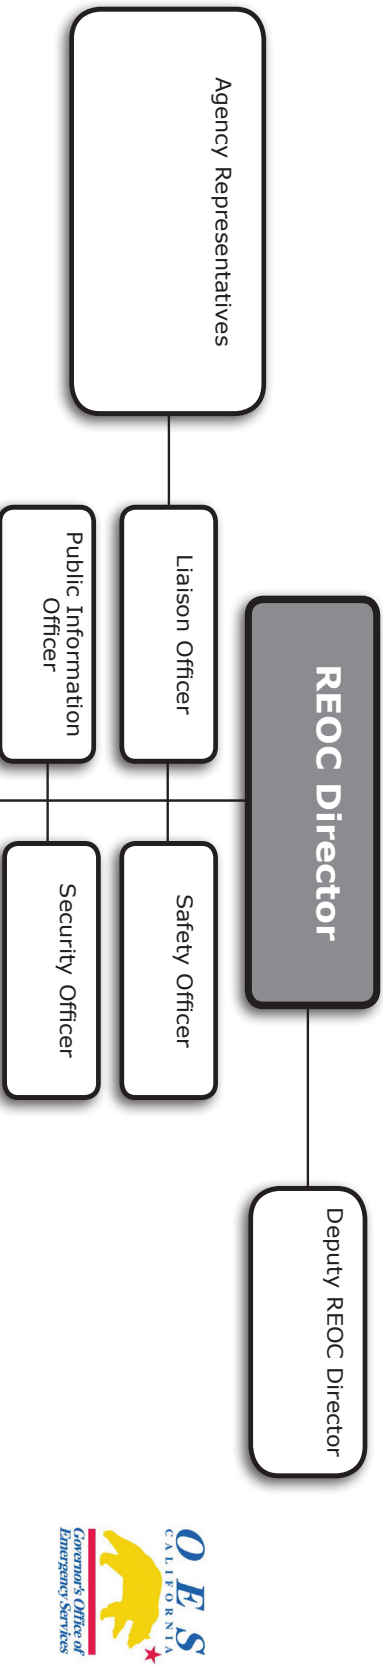 REOC Director
Deputy REOC Director
Agency Representatives
Liaison Officer
Safety Officer
Public Information
Officer
Security Officer
OES
CALIFORNIA
Governor's Office of
Emergency Services